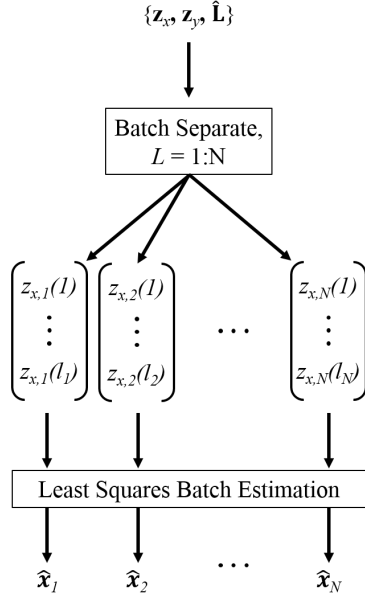 {𝐳ₓ, 𝐳_y, 𝐋̂}
Batch Separate,
L = 1:N
z_{x,1}(1) z_{x,2}(1) z_{x,N}(1)
⋮ ⋮ … ⋮
z_{x,1}(l_1) z_{x,2}(l_2) z_{x,N}(l_N)
Least Squares Batch Estimation
x̂_1 x̂_2 … x̂_N